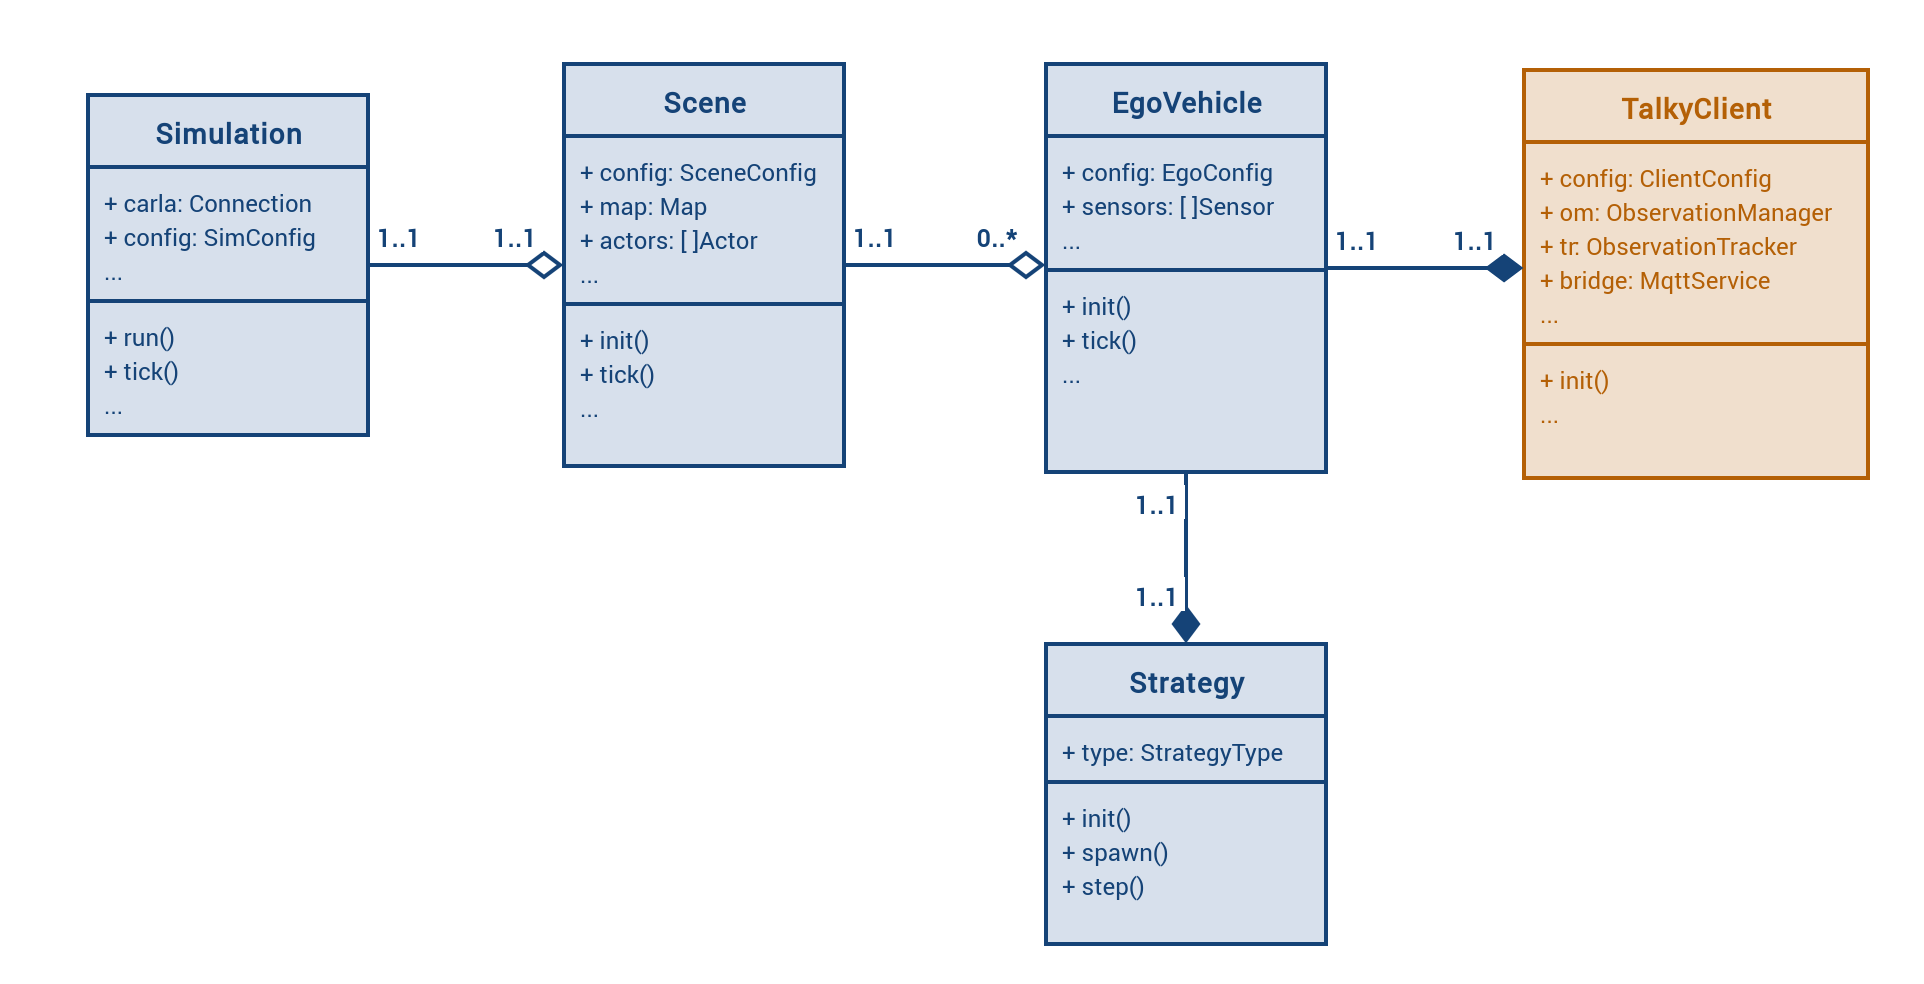 Simulation
+ carla: Connection
+ config: SimConfig
...
+ run()
+ tick()
...
1..1
1..1
Scene
+ config: SceneConfig
+ map: Map
+ actors: [ ]Actor
...
+ init()
+ tick()
...
1..1
0..*
EgoVehicle
+ config: EgoConfig
+ sensors: [ ]Sensor
...
+ init()
+ tick()
...
1..1
1..1
TalkyClient
+ config: ClientConfig
+ om: ObservationManager
+ tr: ObservationTracker
+ bridge: MqttService
...
+ init()
...
1..1
1..1
Strategy
+ type: StrategyType
+ init()
+ spawn()
+ step()